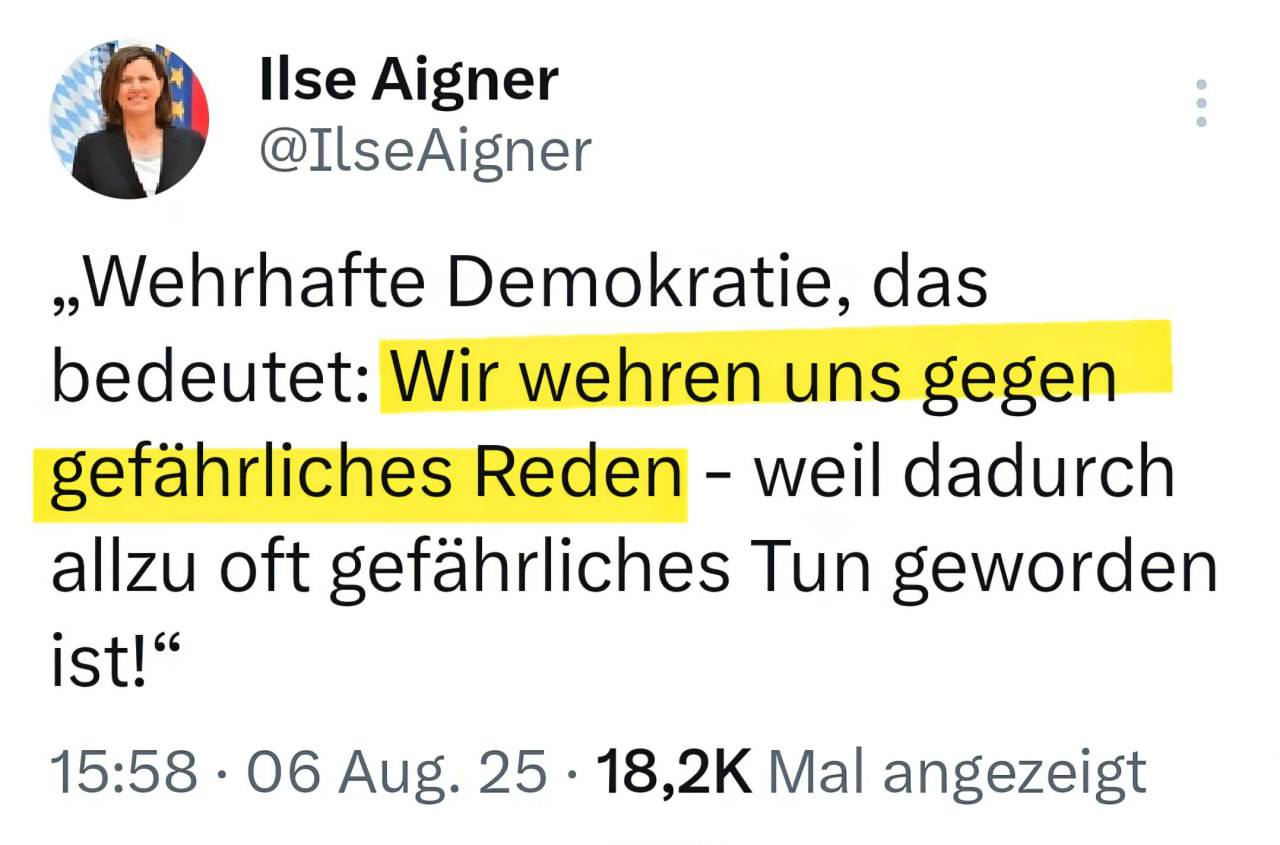 Ilse Aigner
@IlseAigner
„Wehrhafte Demokratie, das
bedeutet: Wir wehren uns gegen
gefährliches Reden - weil dadurch
allzu oft gefährliches Tun geworden
ist!“
15:58 · 06 Aug. 25 · 18,2K Mal angezeigt